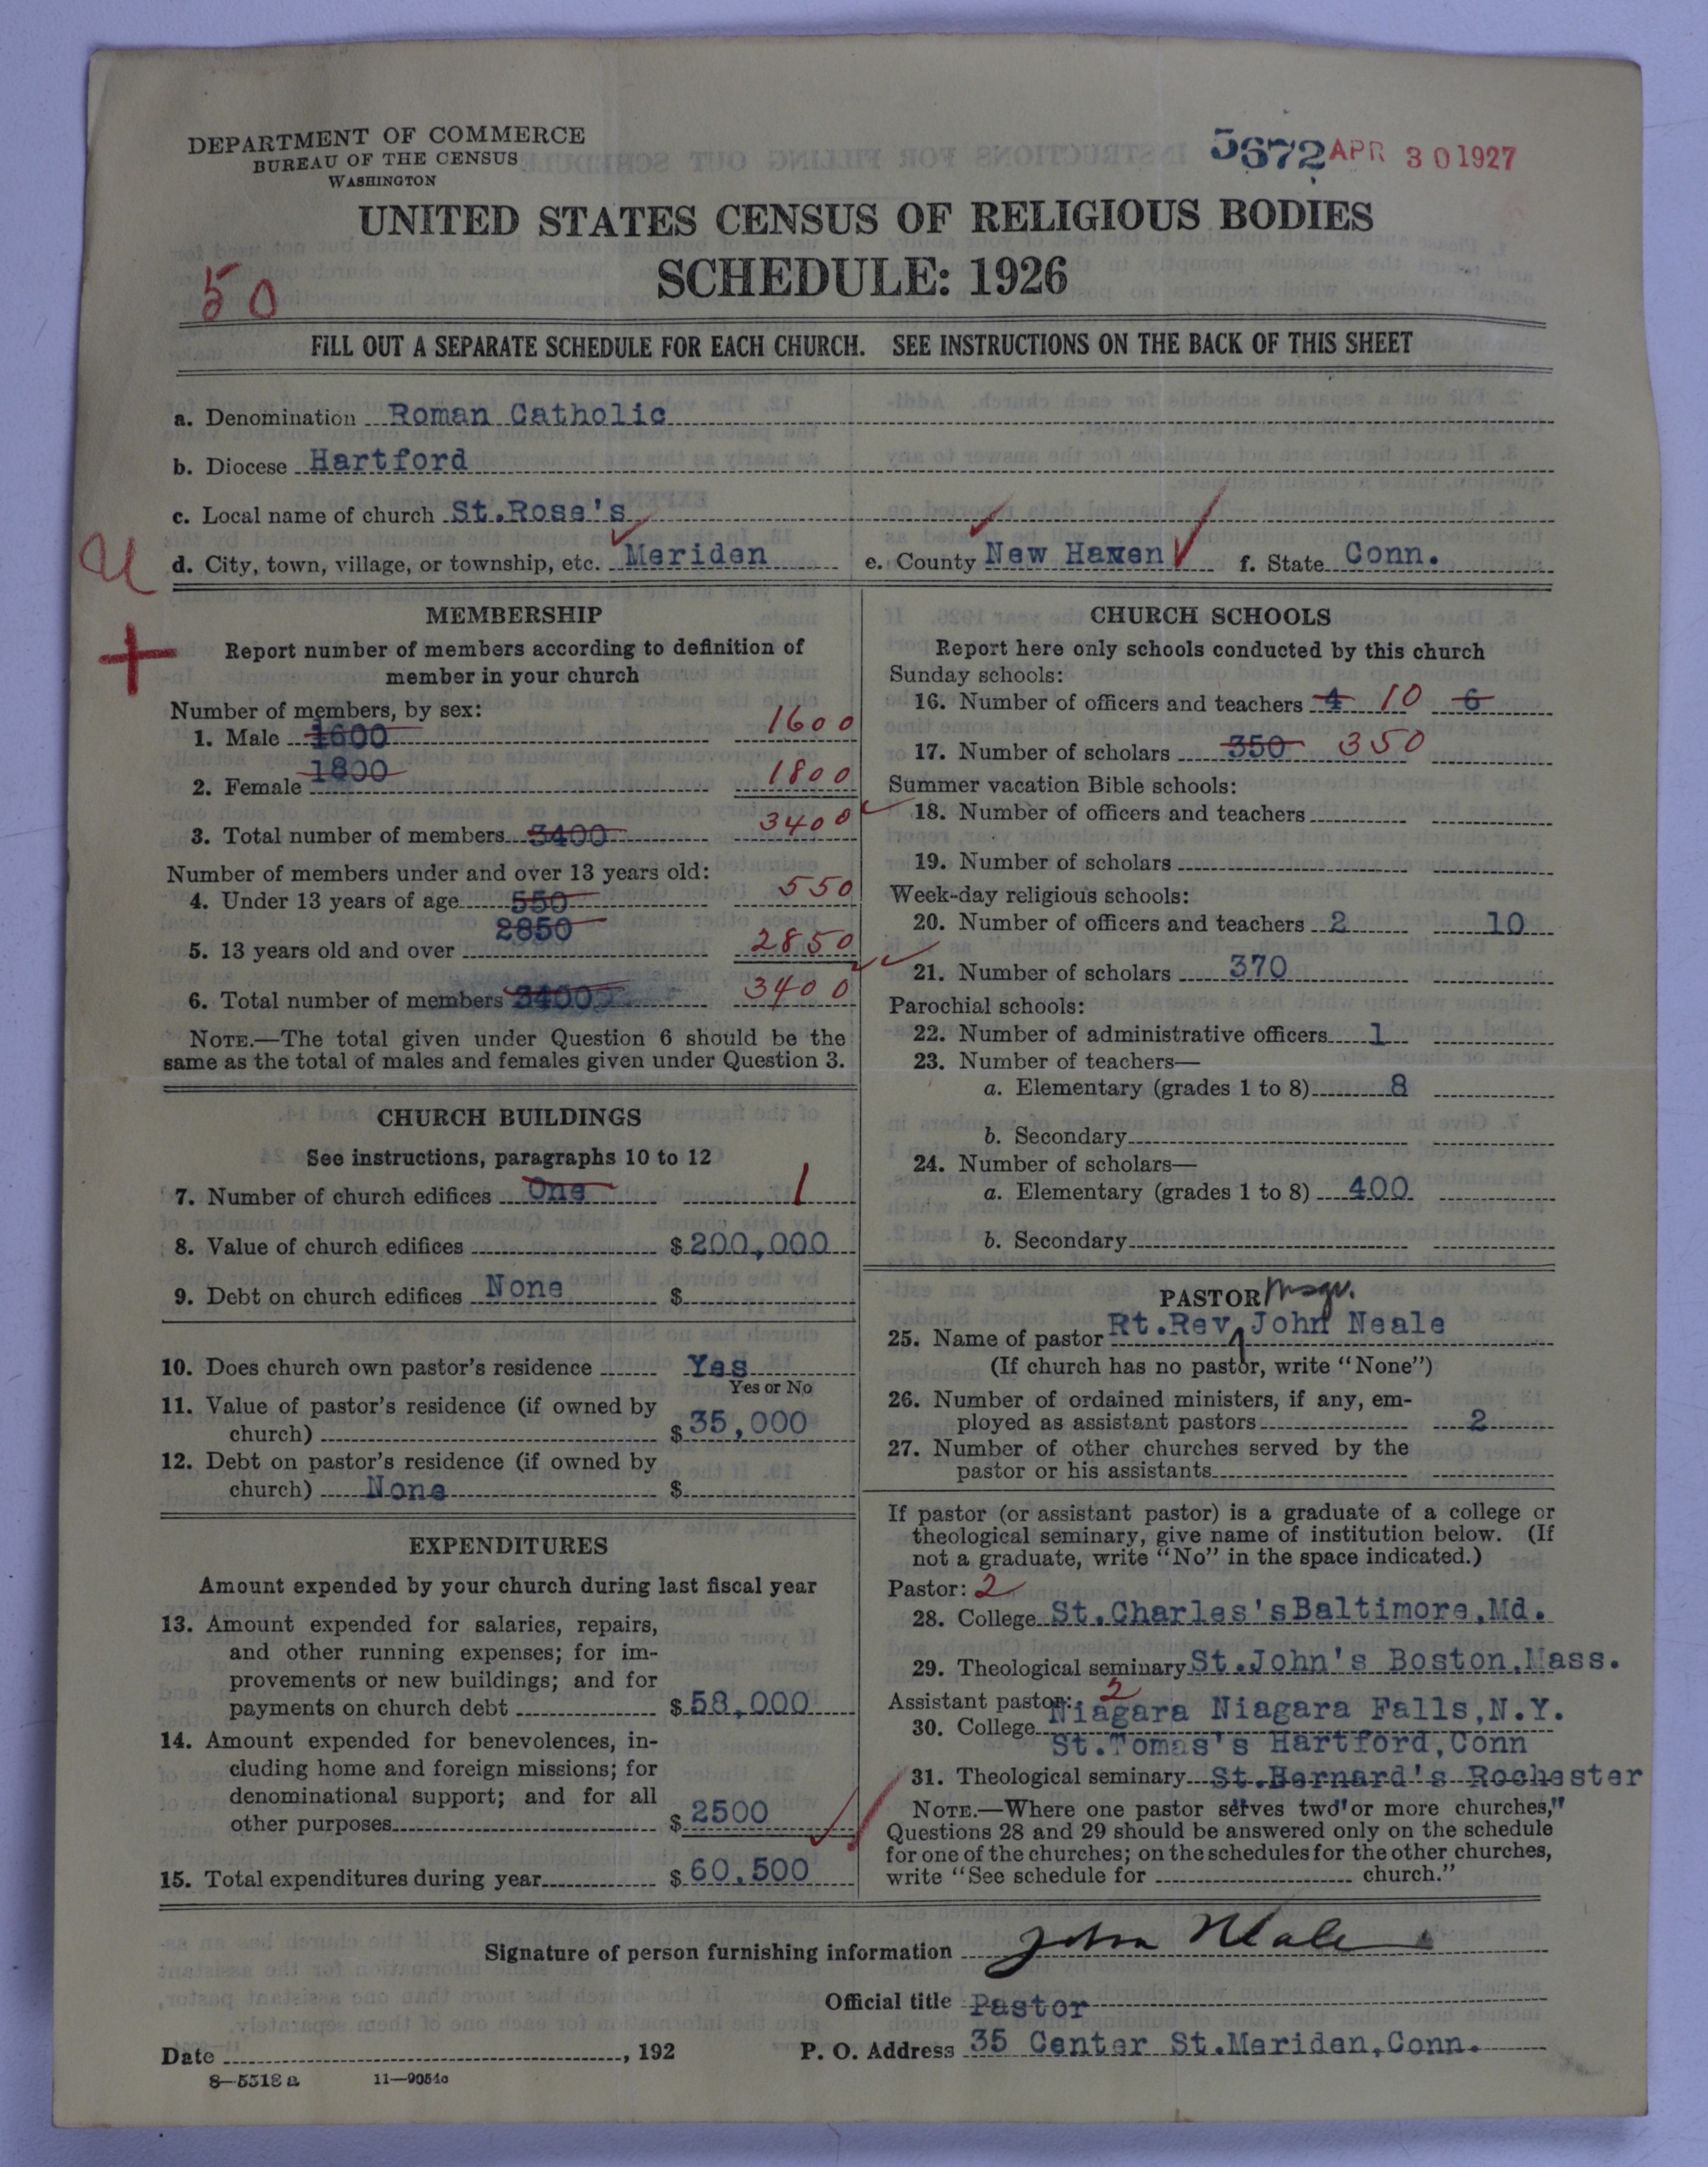 DEPARTMENT OF COMMERCE
BUREAU OF THE CENSUS
WASHINGTON
5672 APR 30 1927
UNITED STATES CENSUS OF RELIGIOUS BODIES
SCHEDULE: 1926
50
FILL OUT A SEPARATE SCHEDULE FOR EACH CHURCH. SEE INSTRUCTIONS ON THE BACK OF THIS SHEET
a. Denomination Roman Catholic
b. Diocese Hartford
c. Local name of church St.Rose's
d. City, town, village, or township, etc. Meriden e. County New Haven f. State Conn.
MEMBERSHIP
Report number of members according to definition of
member in your church
Number of members, by sex:
1. Male 1600 1600
2. Female 1800 1800
3. Total number of members 3400 3400
Number of members under and over 13 years old:
4. Under 13 years of age 550 550
5. 13 years old and over 2850 2850
6. Total number of members 3400 3400
NOTE.—The total given under Question 6 should be the
same as the total of males and females given under Question 3.
CHURCH BUILDINGS
See instructions, paragraphs 10 to 12
7. Number of church edifices One 1
8. Value of church edifices $ 200,000
9. Debt on church edifices None $
10. Does church own pastor's residence Yes
Yes or No
11. Value of pastor's residence (if owned by
church) $ 35,000
12. Debt on pastor's residence (if owned by
church) None $
EXPENDITURES
Amount expended by your church during last fiscal year
13. Amount expended for salaries, repairs,
and other running expenses; for im-
provements or new buildings; and for
payments on church debt $ 58,000
14. Amount expended for benevolences, in-
cluding home and foreign missions; for
denominational support; and for all
other purposes $ 2500
15. Total expenditures during year $ 60,500
CHURCH SCHOOLS
Report here only schools conducted by this church
Sunday schools:
16. Number of officers and teachers 4 10 6
17. Number of scholars 350 350
Summer vacation Bible schools:
18. Number of officers and teachers
19. Number of scholars
Week-day religious schools:
20. Number of officers and teachers 2 10
21. Number of scholars 370
Parochial schools:
22. Number of administrative officers 1
23. Number of teachers—
a. Elementary (grades 1 to 8) 8
b. Secondary
24. Number of scholars—
a. Elementary (grades 1 to 8) 400
b. Secondary
PASTOR Msgr.
25. Name of pastor Rt.Rev John Neale
(If church has no pastor, write "None")
26. Number of ordained ministers, if any, em-
ployed as assistant pastors 2
27. Number of other churches served by the
pastor or his assistants
If pastor (or assistant pastor) is a graduate of a college or
theological seminary, give name of institution below. (If
not a graduate, write "No" in the space indicated.)
Pastor: 2
28. College St.Charles's Baltimore,Md.
29. Theological seminary St.John's Boston,Mass.
Assistant pastor: 2
30. College Niagara Niagara Falls,N.Y.
St.Tomas's Hartford,Conn
31. Theological seminary St.Bernard's Rochester
NOTE.—Where one pastor serves two or more churches,
Questions 28 and 29 should be answered only on the schedule
for one of the churches; on the schedules for the other churches,
write "See schedule for church."
Signature of person furnishing information John Neale
Official title Pastor
Date , 192 P. O. Address 35 Center St.Meriden,Conn.
8—5518 a 11—9054c